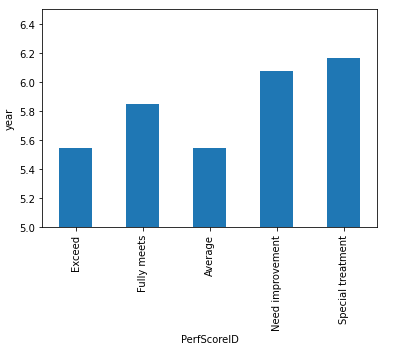 6.4
6.2
6.0
5.8
5.6
5.4
5.2
5.0
year
Exceed
Fully meets
Average
Need improvement
Special treatment
PerfScoreID